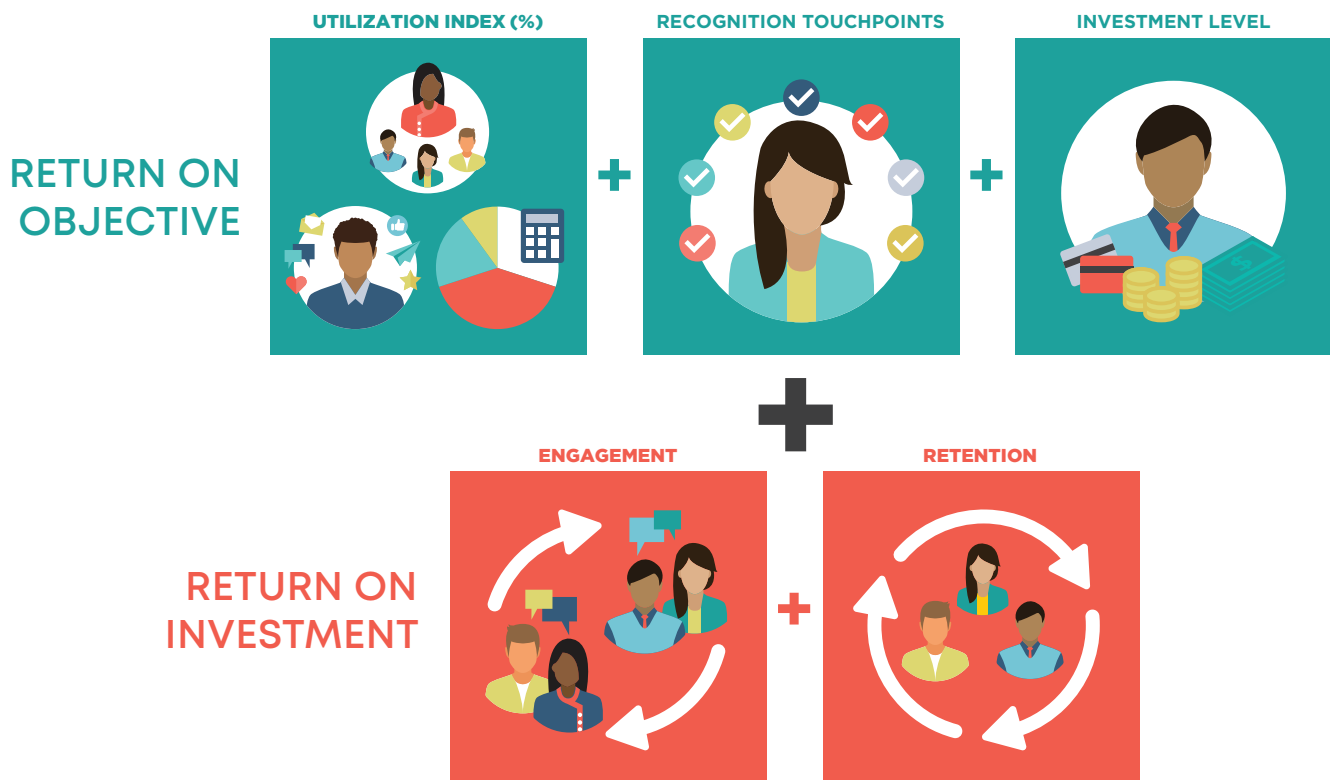 UTILIZATION INDEX (%)
RECOGNITION TOUCHPOINTS
INVESTMENT LEVEL
RETURN ON
OBJECTIVE
ENGAGEMENT
RETENTION
RETURN ON
INVESTMENT